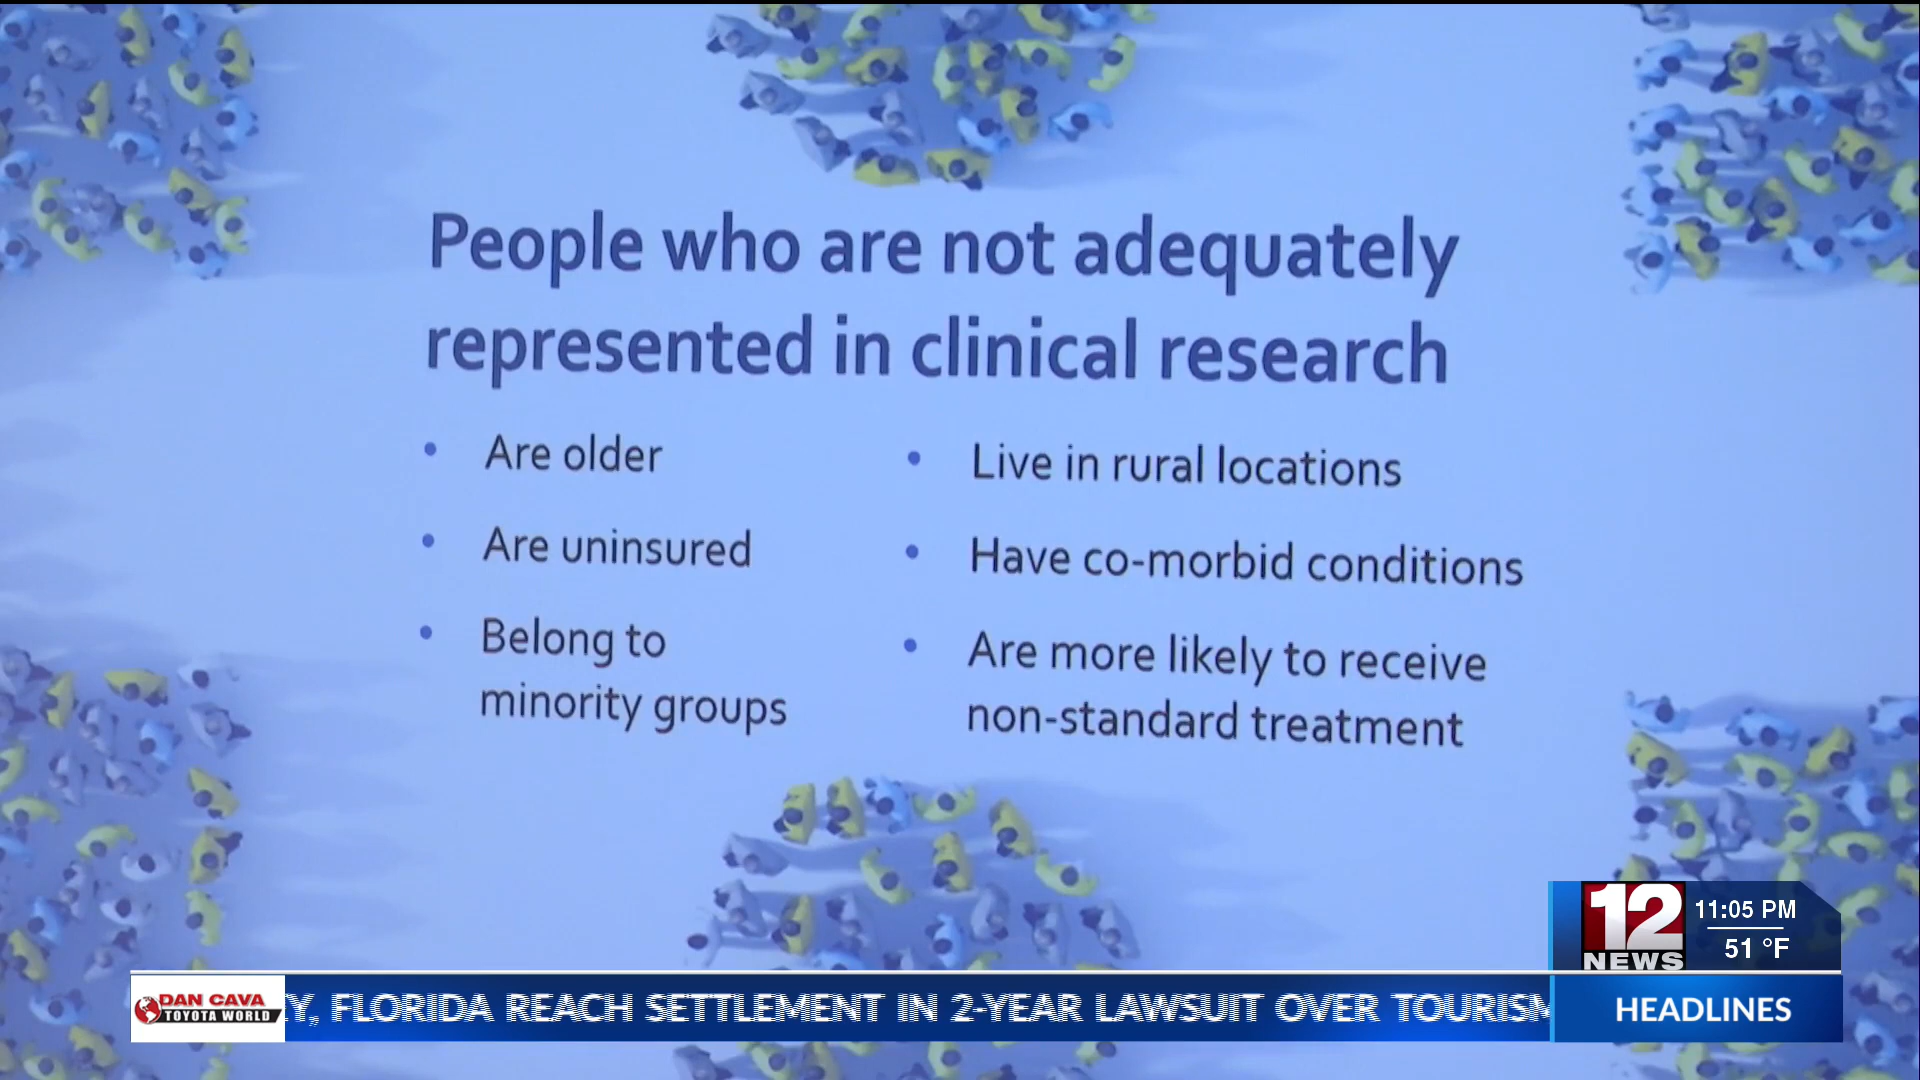 People who are not adequately
represented in clinical research
• Are older
• Are uninsured
• Belong to
minority groups
• Live in rural locations
• Have co-morbid conditions
• Are more likely to receive
non-standard treatment
12
NEWS
11:05 PM
51 °F
DAN CAVA
TOYOTA WORLD
FLORIDA REACH SETTLEMENT IN 2-YEAR LAWSUIT OVER TOURISM
HEADLINES